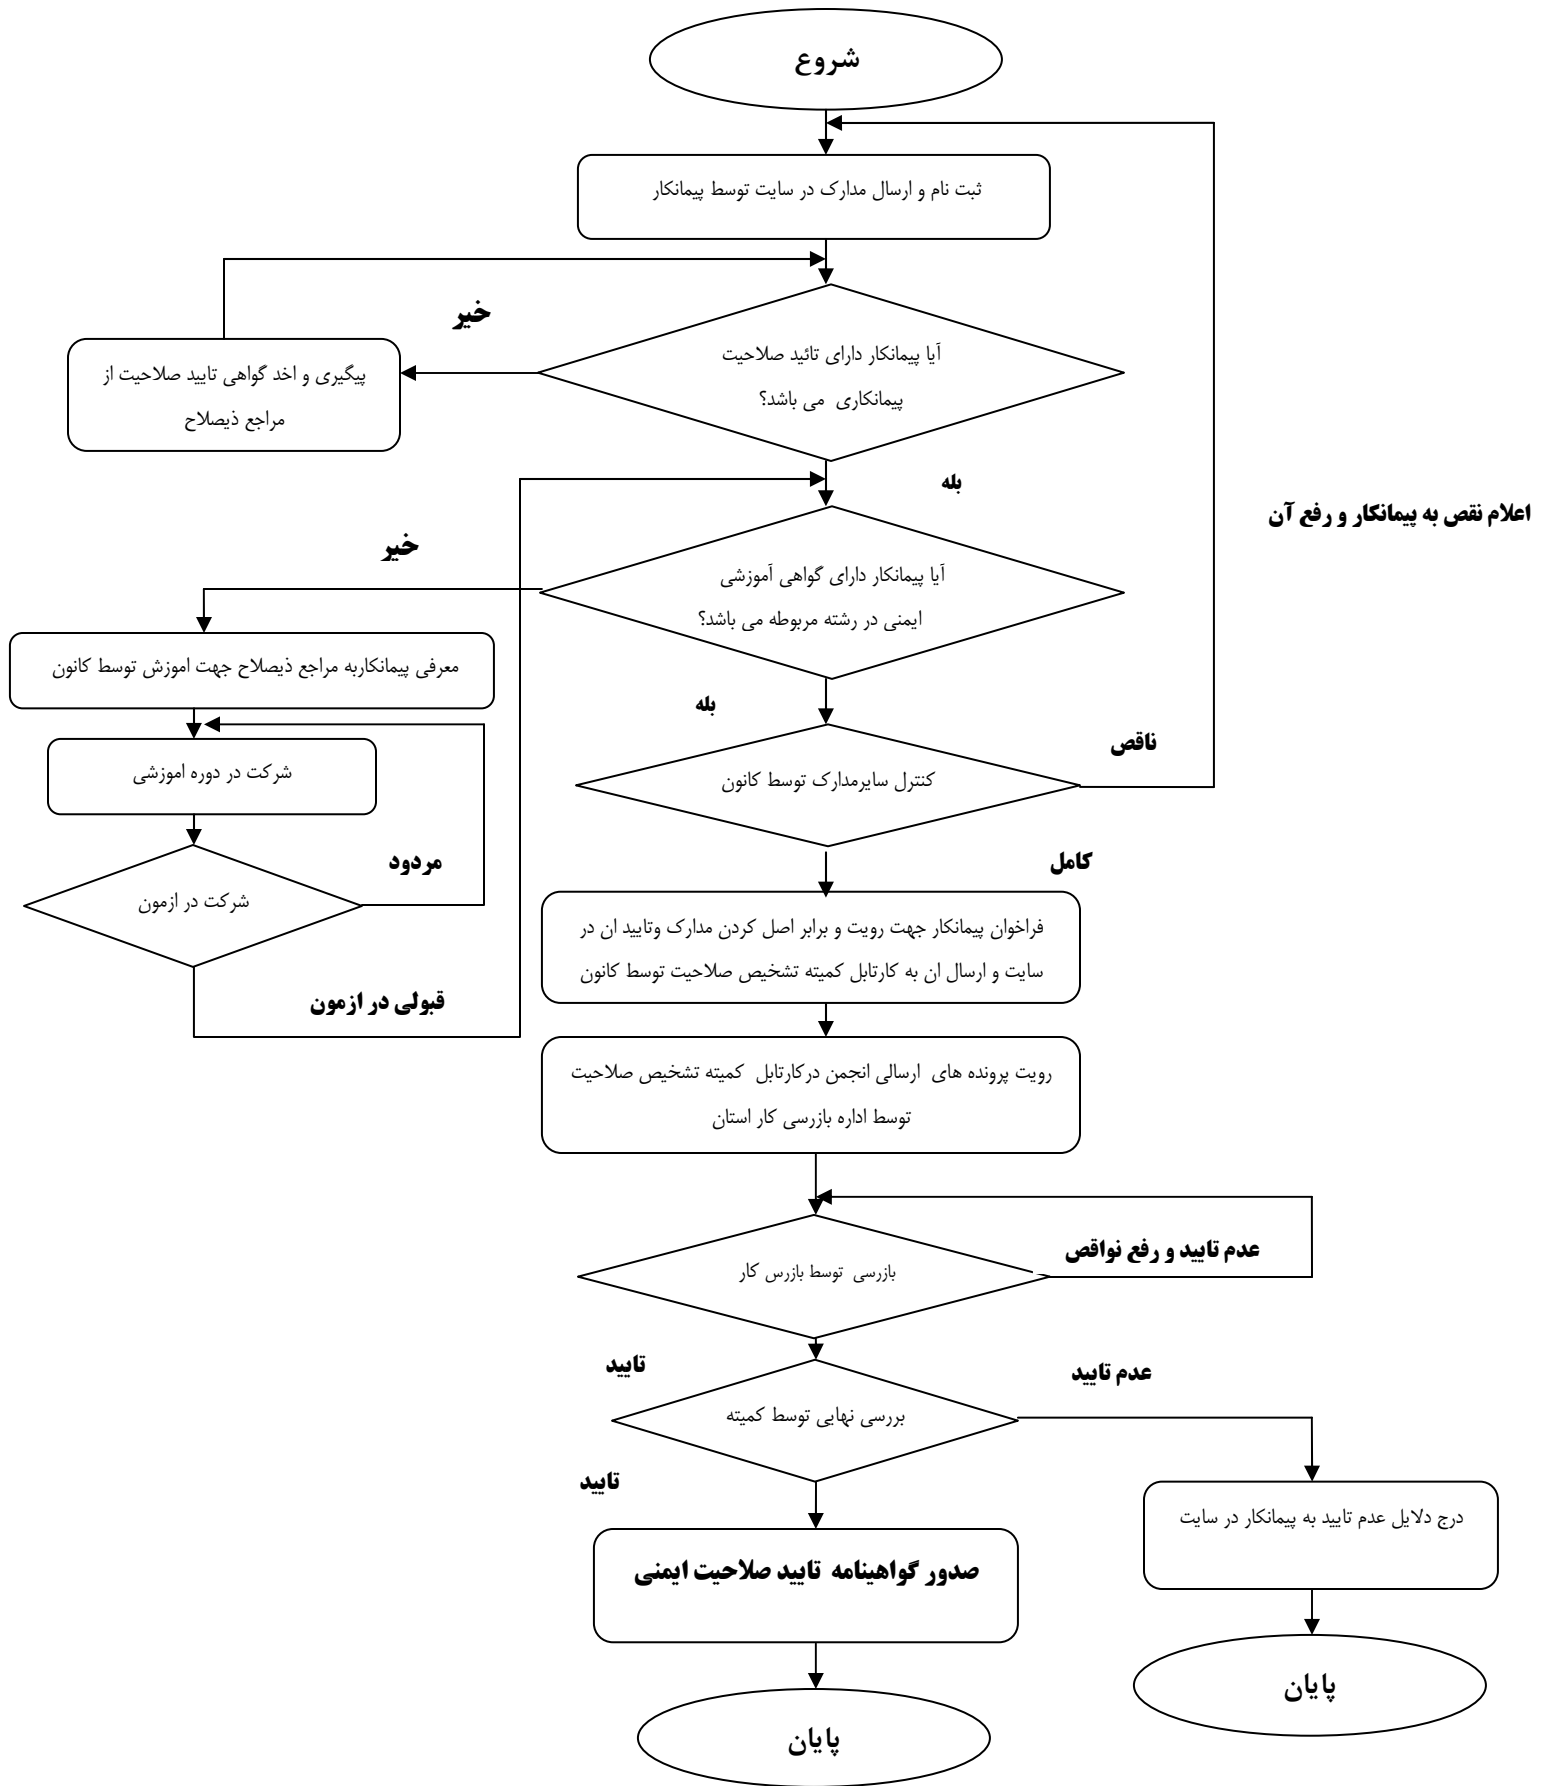 شروع
ثبت نام و ارسال مدارک در سایت توسط پیمانکار
خیر
آیا پیمانکار دارای تائید صلاحیت
پیمانکاری می باشد؟
پیگیری و اخد گواهی تایید صلاحیت از
مراجع ذیصلاح
بله
اعلام نقص به پیمانکار و رفع آن
خیر
آیا پیمانکار دارای گواهی آموزشی
ایمنی در رشته مربوطه می باشد؟
معرفی پیمانکاربه مراجع ذیصلاح جهت اموزش توسط کانون
بله
ناقص
شرکت در دوره اموزشی
کنترل سایرمدارک توسط کانون
مردود
کامل
شرکت در ازمون
فراخوان پیمانکار جهت رویت و برابر اصل کردن مدارک وتایید ان در
سایت و ارسال ان به کارتابل کمیته تشخیص صلاحیت توسط کانون
قبولی در ازمون
رویت پرونده های ارسالی انجمن درکارتابل کمیته تشخیص صلاحیت
توسط اداره بازرسی کار استان
عدم تایید و رفع نواقص
بازرسی توسط بازرس کار
تایید
عدم تایید
بررسی نهایی توسط کمیته
تایید
درج دلایل عدم تایید به پیمانکار در سایت
صدور گواهینامه تایید صلاحیت ایمنی
پایان
پایان